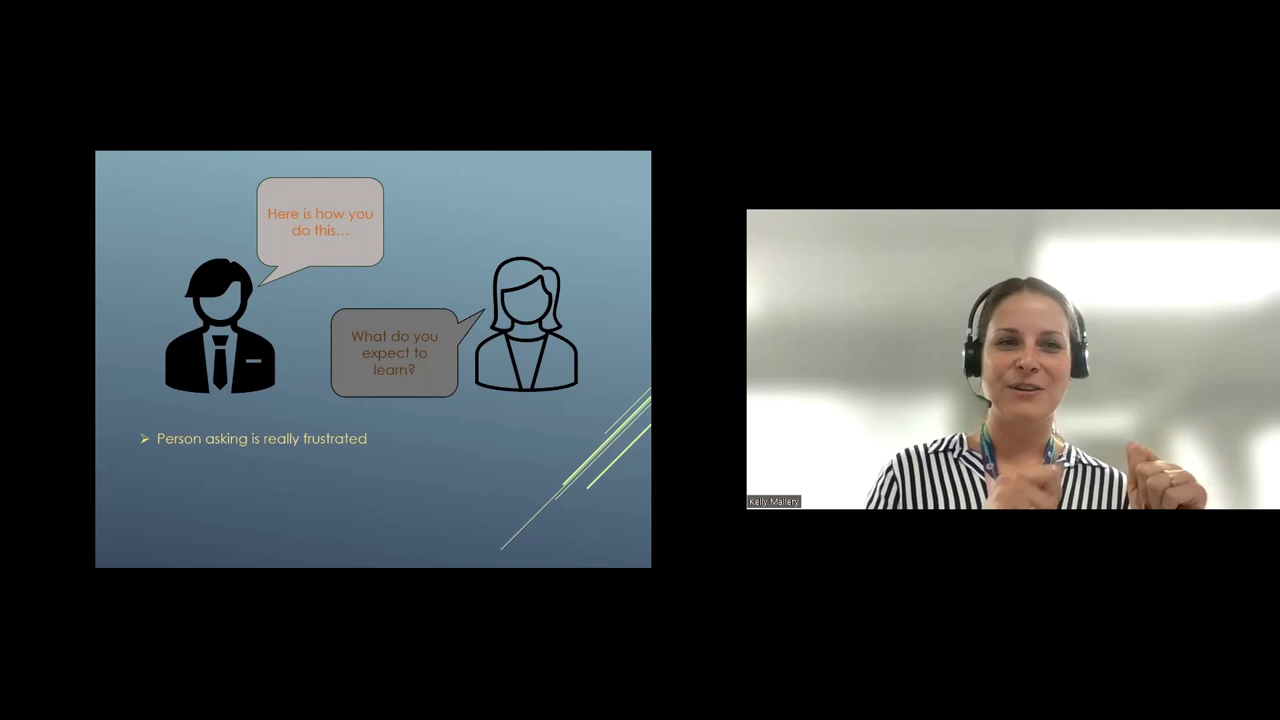 Here is how you
do this...
What do you
expect to
learn?
➢ Person asking is really frustrated
Kelly Mallery